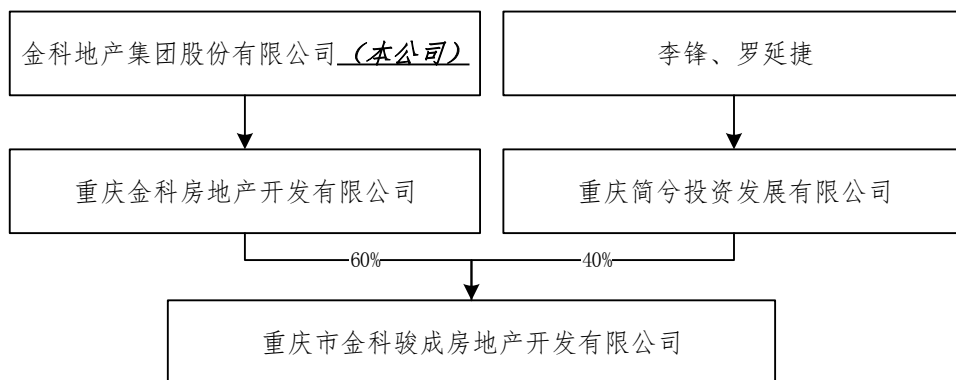 金科地产集团股份有限公司（本公司）
李锋、罗延捷
重庆金科房地产开发有限公司
重庆简兮投资发展有限公司
60%
40%
重庆市金科骏成房地产开发有限公司